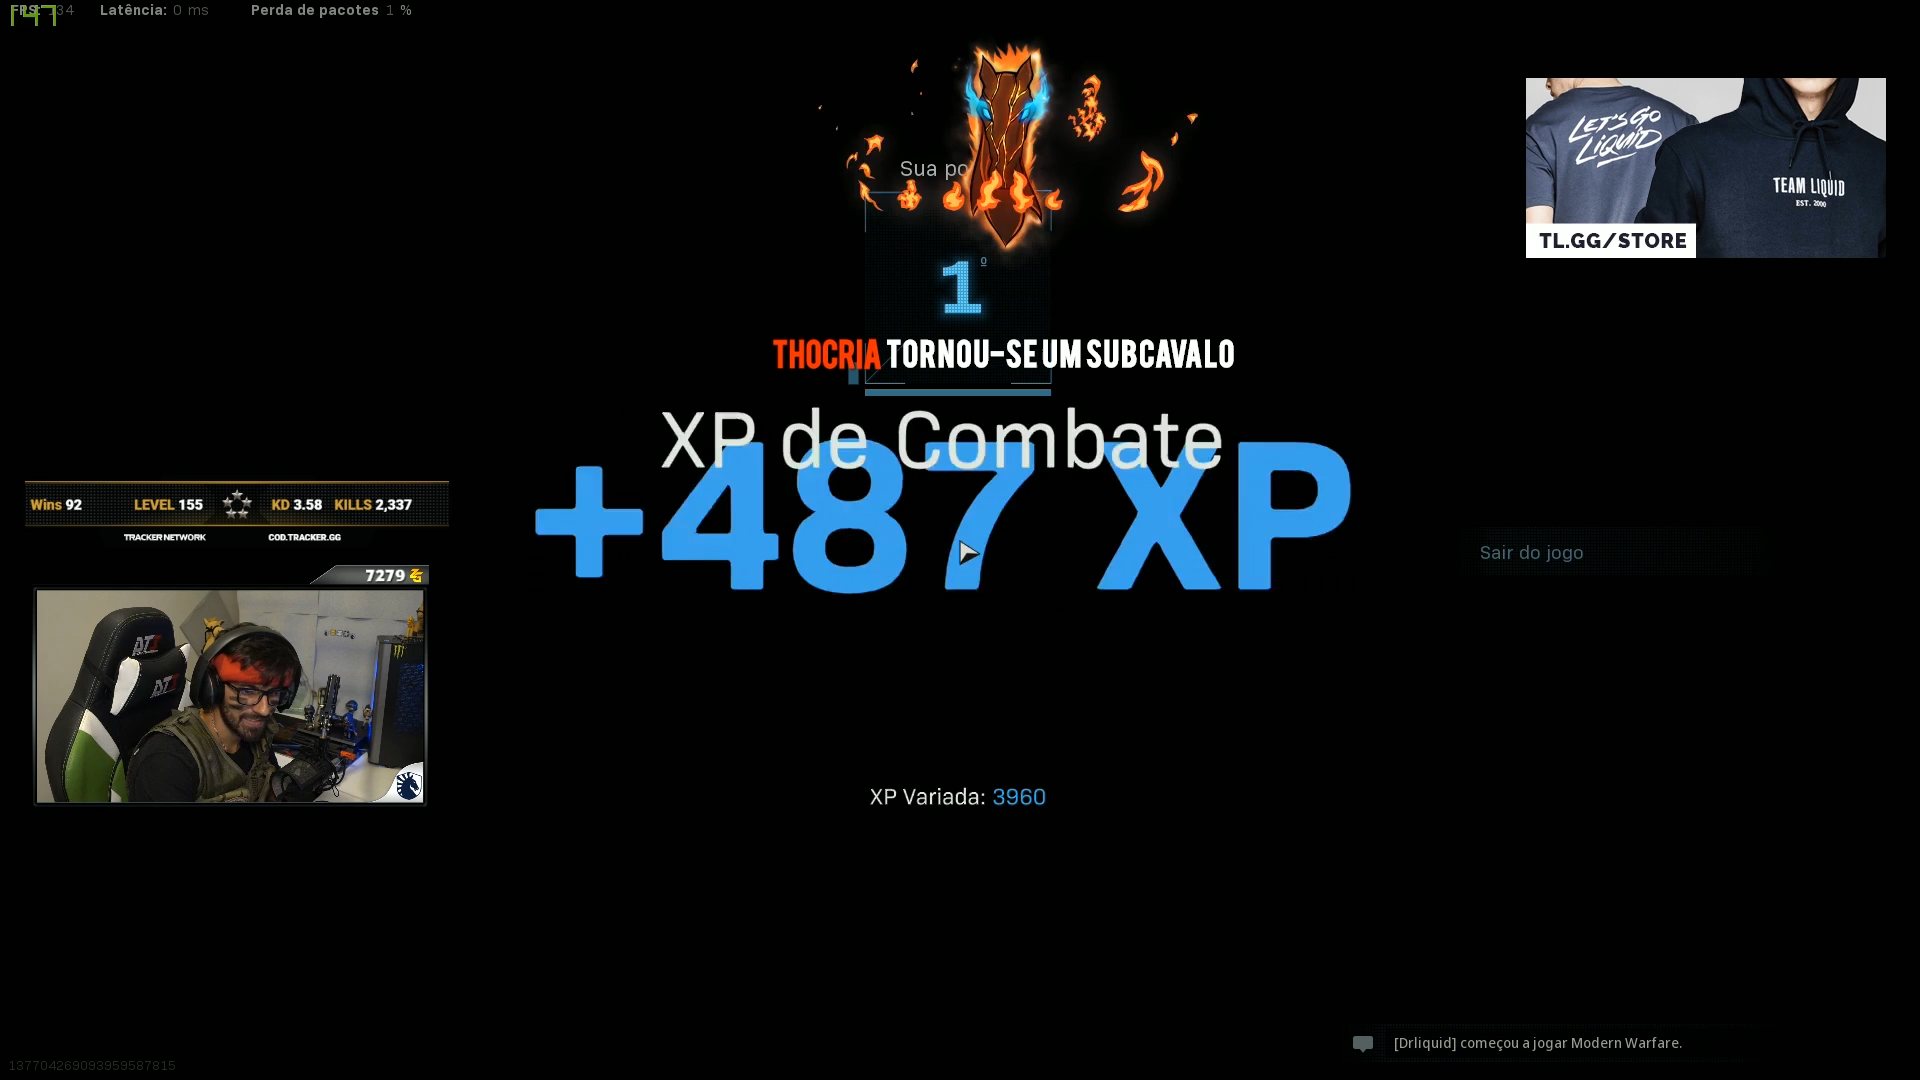 147
Latência: 0 ms
Perda de pacotes 1 %
LET'S GO
LIQUID
TEAM LIQUID
EST. 2000
TL.GG/STORE
Sua po
1º
THOCRIA TORNOU-SE UM SUBCAVALO
XP de Combate
+487 XP
Wins 92 LEVEL 155 KD 3.58 KILLS 2,337
TRACKER NETWORK COD.TRACKER.GG
Sair do jogo
7279
XP Variada: 3960
[Drliquid] começou a jogar Modern Warfare.